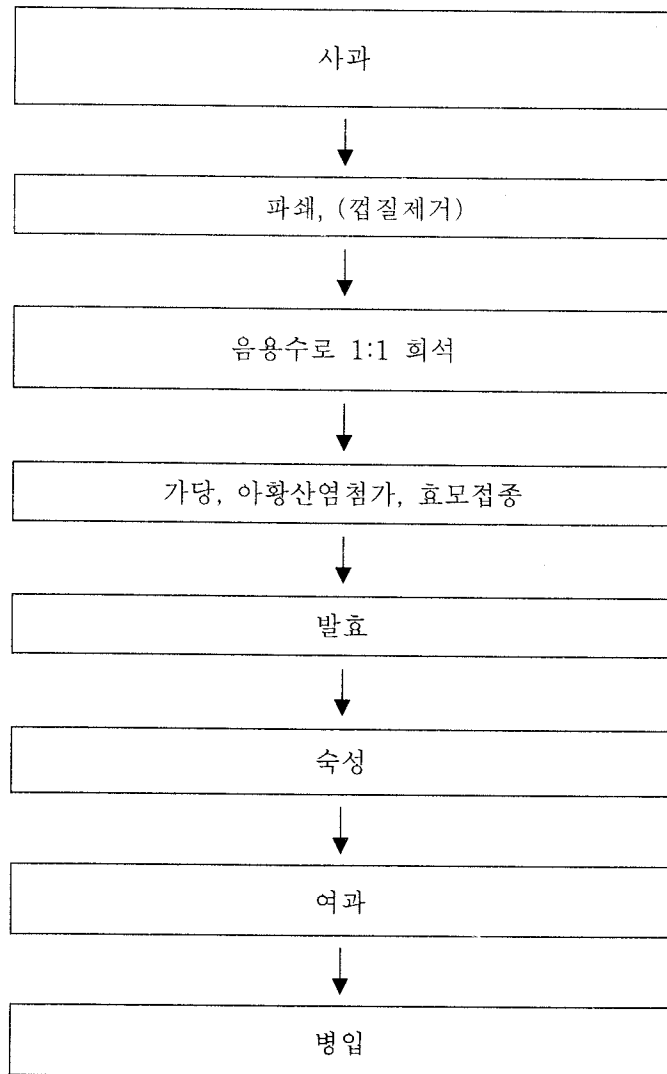 사과
파쇄, (껍질제거)
음용수로 1:1 희석
가당, 아황산염첨가, 효모접종
발효
숙성
여과
병입